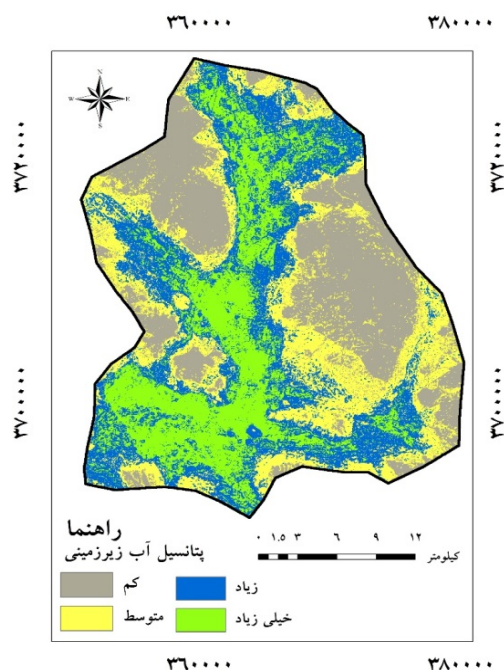 ۳۶۰۰۰۰ ۳۸۰۰۰۰
N
W E
S
۳۷۲۰۰۰۰ ۳۷۲۰۰۰۰
۳۷۰۰۰۰۰ ۳۷۰۰۰۰۰
راهنما
پتانسیل آب زیرزمینی
کم
زیاد
متوسط
خیلی زیاد
۰ ۱.۵ ۳ ۶ ۹ ۱۲
کیلومتر
۳۶۰۰۰۰ ۳۸۰۰۰۰